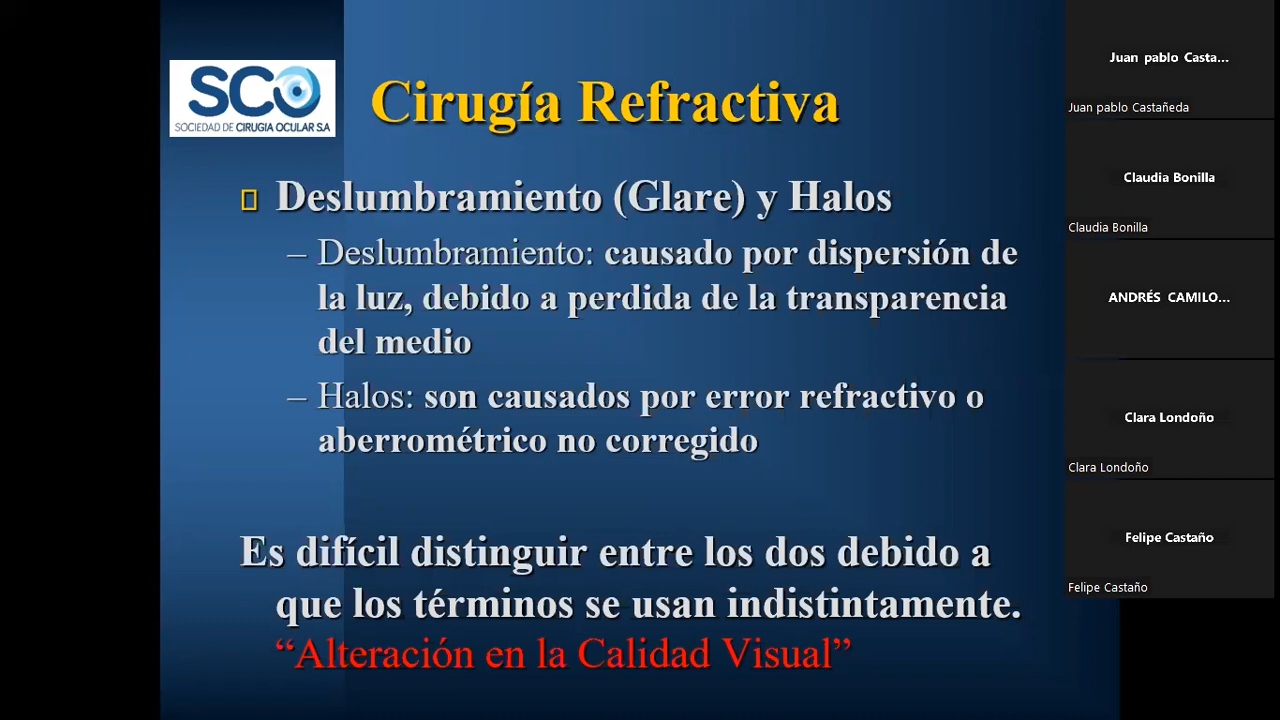 SCO
SOCIEDAD DE CIRUGIA OCULAR S.A
Cirugía Refractiva
Deslumbramiento (Glare) y Halos
– Deslumbramiento: causado por dispersión de
la luz, debido a perdida de la transparencia
del medio
– Halos: son causados por error refractivo o
aberrométrico no corregido
Es difícil distinguir entre los dos debido a
que los términos se usan indistintamente.
“Alteración en la Calidad Visual”
Juan pablo Casta...
Juan pablo Castañeda
Claudia Bonilla
Claudia Bonilla
ANDRÉS CAMILO...
Clara Londoño
Clara Londoño
Felipe Castaño
Felipe Castaño